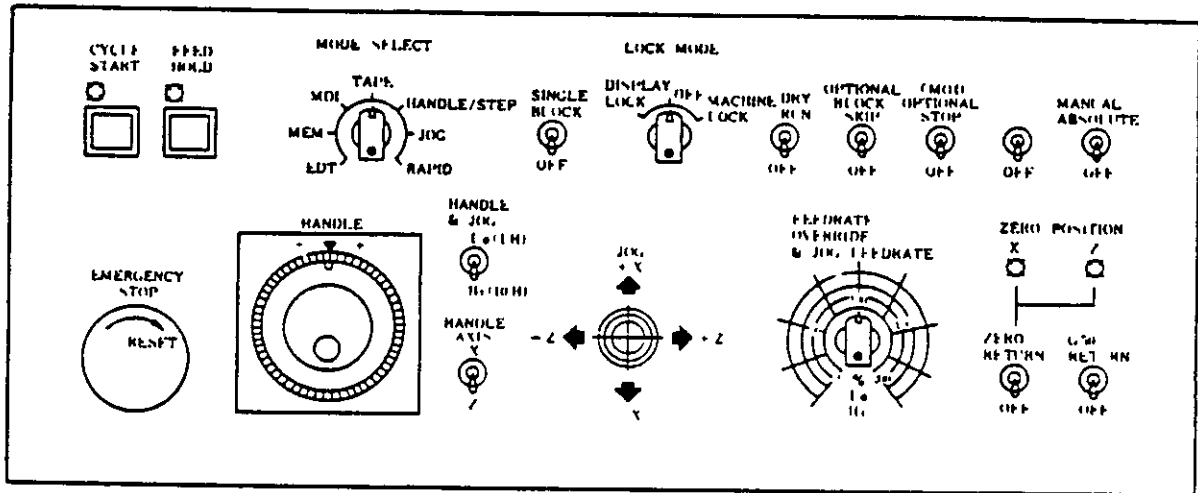 CYCLE
START
FEED
HOLD
MODE SELECT
TAPE
MDI
HANDLE/STEP
MEM
JOG
EDT
RAPID
SINGLE
BLOCK
OFF
LOCK MODE
DISPLAY
LOCK
OFF
MACHINE
LOCK
DRY
RUN
OFF
OPTIONAL
BLOCK
SKIP
OFF
OPTIONAL
STOP
OFF
OFF
MANUAL
ABSOLUTE
OFF
EMERGENCY
STOP
RESET
HANDLE
- +
HANDLE
& JOG
HANDLE
AXIS
X
Z
JOG
+ X
- Z
+ Z
X
FEEDRATE
OVERRIDE
& JOG FEEDRATE
%
ZERO POSITION
X
Z
ZERO
RETURN
OFF
RETURN
OFF